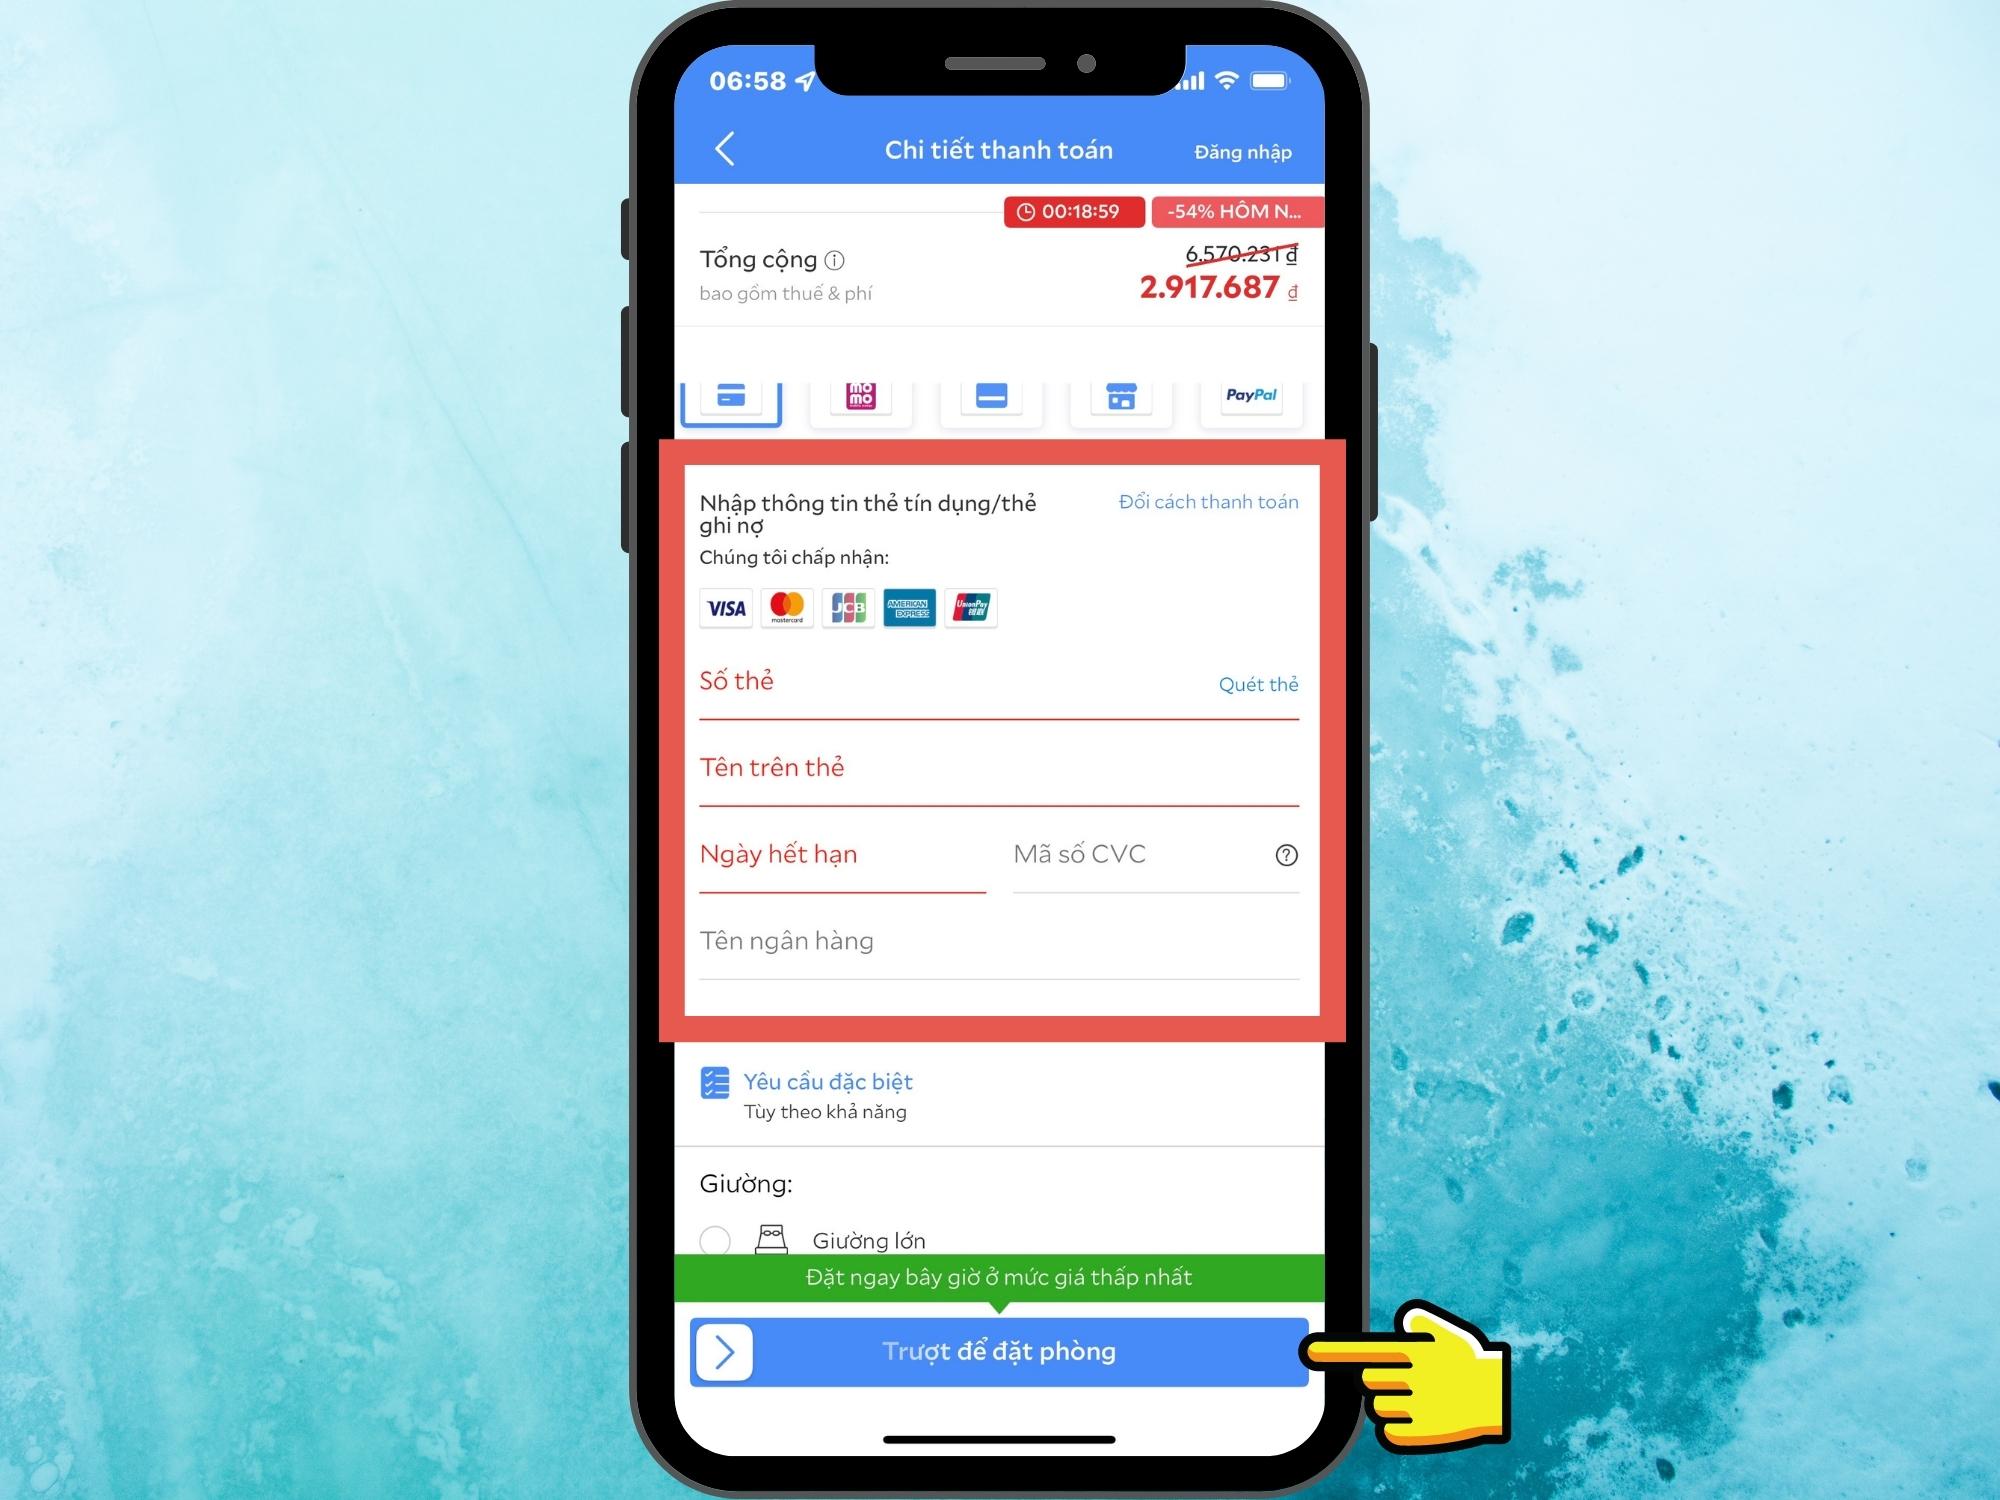 06:58
Chi tiết thanh toán
Đăng nhập
00:18:59
-54% HÔM N...
Tổng cộng
6.570.231 ₫
bao gồm thuế & phí
2.917.687 ₫
mo
mo
PayPal
Nhập thông tin thẻ tín dụng/thẻ
ghi nợ
Đổi cách thanh toán
Chúng tôi chấp nhận:
VISA
mastercard
JCB
AMERICAN
EXPRESS
UnionPay
银联
Số thẻ
Quét thẻ
Tên trên thẻ
Ngày hết hạn
Mã số CVC
Tên ngân hàng
Yêu cầu đặc biệt
Tùy theo khả năng
Giường:
Giường lớn
Đặt ngay bây giờ ở mức giá thấp nhất
Trượt để đặt phòng